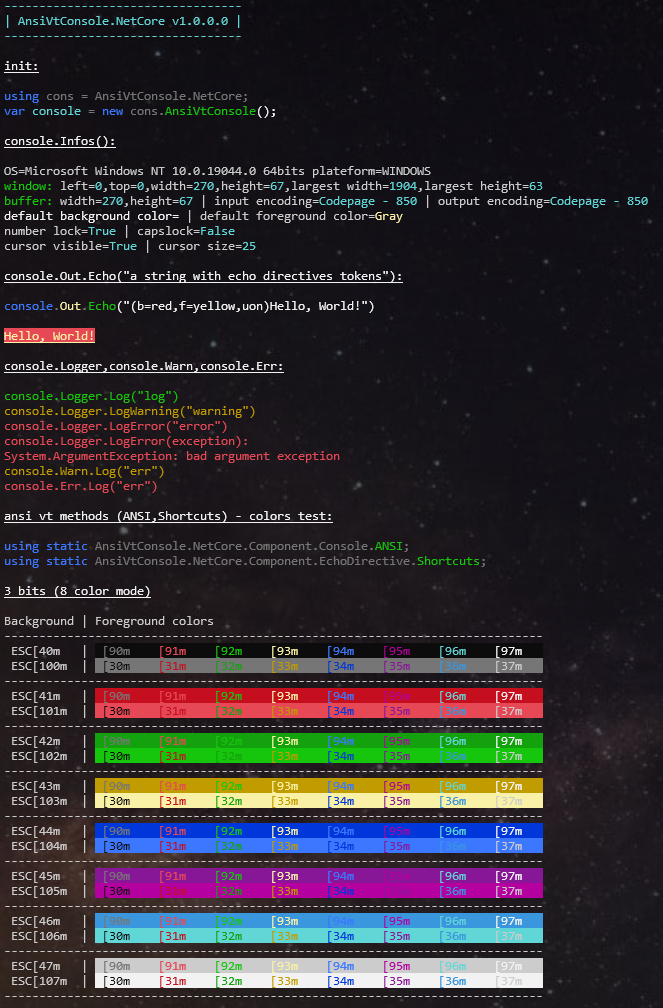 ----------------------------------
| AnsiVtConsole.NetCore v1.0.0.0 |
----------------------------------
init:
using cons = AnsiVtConsole.NetCore;
var console = new cons.AnsiVtConsole();
console.Infos():
OS=Microsoft Windows NT 10.0.19044.0 64bits plateform=WINDOWS
window: left=0,top=0,width=270,height=67,largest width=1904,largest height=63
buffer: width=270,height=67 | input encoding=Codepage - 850 | output encoding=Codepage - 850
default background color= | default foreground color=Gray
number lock=True | capslock=False
cursor visible=True | cursor size=25
console.Out.Echo("a string with echo directives tokens"):
console.Out.Echo("(b=red,f=yellow,uon)Hello, World!")
Hello, World!
console.Logger,console.Warn,console.Err:
console.Logger.Log("log")
console.Logger.LogWarning("warning")
console.Logger.LogError("error")
console.Logger.LogError(exception):
System.ArgumentException: bad argument exception
console.Warn.Log("err")
console.Err.Log("err")
ansi vt methods (ANSI,Shortcuts) - colors test:
using static AnsiVtConsole.NetCore.Component.Console.ANSI;
using static AnsiVtConsole.NetCore.Component.EchoDirective.Shortcuts;
3 bits (8 color mode)
Background | Foreground colors
-----------------------------------------------------------------------------
ESC[40m | [90m [91m [92m [93m [94m [95m [96m [97m
ESC[100m | [30m [31m [32m [33m [34m [35m [36m [37m
-----------------------------------------------------------------------------
ESC[41m | [90m [91m [92m [93m [94m [95m [96m [97m
ESC[101m | [30m [31m [32m [33m [34m [35m [36m [37m
-----------------------------------------------------------------------------
ESC[42m | [90m [91m [92m [93m [94m [95m [96m [97m
ESC[102m | [30m [31m [32m [33m [34m [35m [36m [37m
-----------------------------------------------------------------------------
ESC[43m | [90m [91m [92m [93m [94m [95m [96m [97m
ESC[103m | [30m [31m [32m [33m [34m [35m [36m [37m
-----------------------------------------------------------------------------
ESC[44m | [90m [91m [92m [93m [94m [95m [96m [97m
ESC[104m | [30m [31m [32m [33m [34m [35m [36m [37m
-----------------------------------------------------------------------------
ESC[45m | [90m [91m [92m [93m [94m [95m [96m [97m
ESC[105m | [30m [31m [32m [33m [34m [35m [36m [37m
-----------------------------------------------------------------------------
ESC[46m | [90m [91m [92m [93m [94m [95m [96m [97m
ESC[106m | [30m [31m [32m [33m [34m [35m [36m [37m
-----------------------------------------------------------------------------
ESC[47m | [90m [91m [92m [93m [94m [95m [96m [97m
ESC[107m | [30m [31m [32m [33m [34m [35m [36m [37m
-----------------------------------------------------------------------------